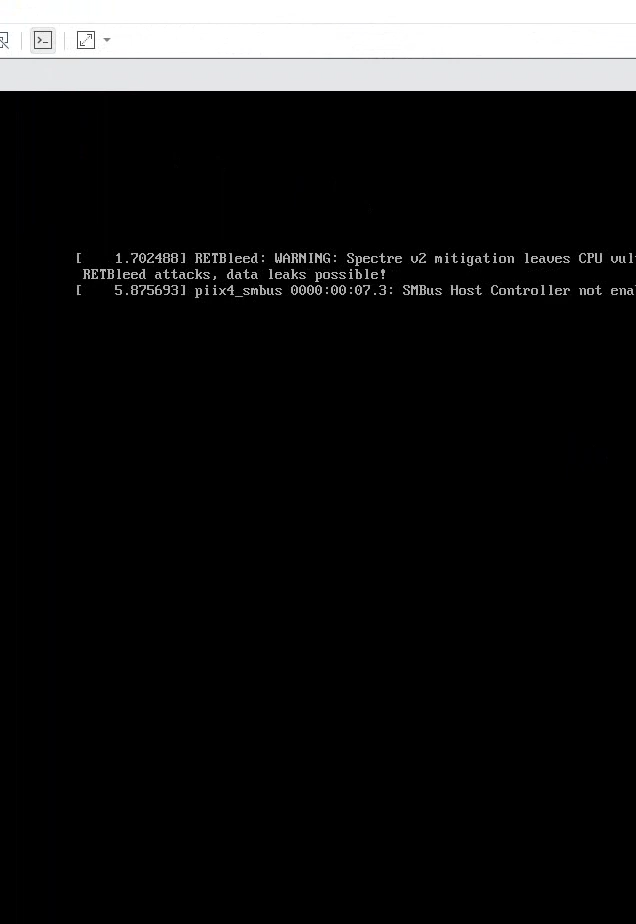 [    1.702488] RETBleed: WARNING: Spectre v2 mitigation leaves CPU
RETBleed attacks, data leaks possible!
[    5.875693] piix4_smbus 0000:00:07.3: SMBus Host Controller not